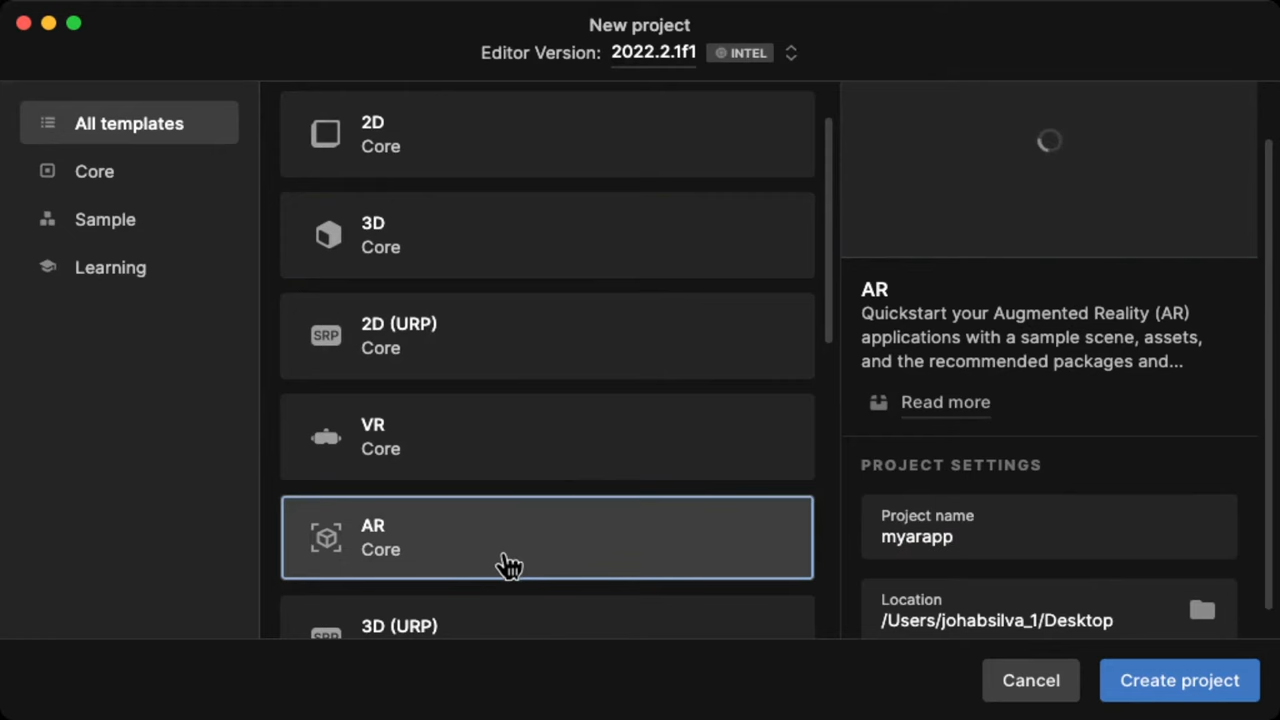 New project
Editor Version: 2022.2.1f1 INTEL
All templates
Core
Sample
Learning
2D
Core
3D
Core
SRP
2D (URP)
Core
VR
Core
AR
Core
SRP
3D (URP)
AR
Quickstart your Augmented Reality (AR)
applications with a sample scene, assets,
and the recommended packages and...
Read more
PROJECT SETTINGS
Project name
myarapp
Location
/Users/johabsilva_1/Desktop
Cancel
Create project